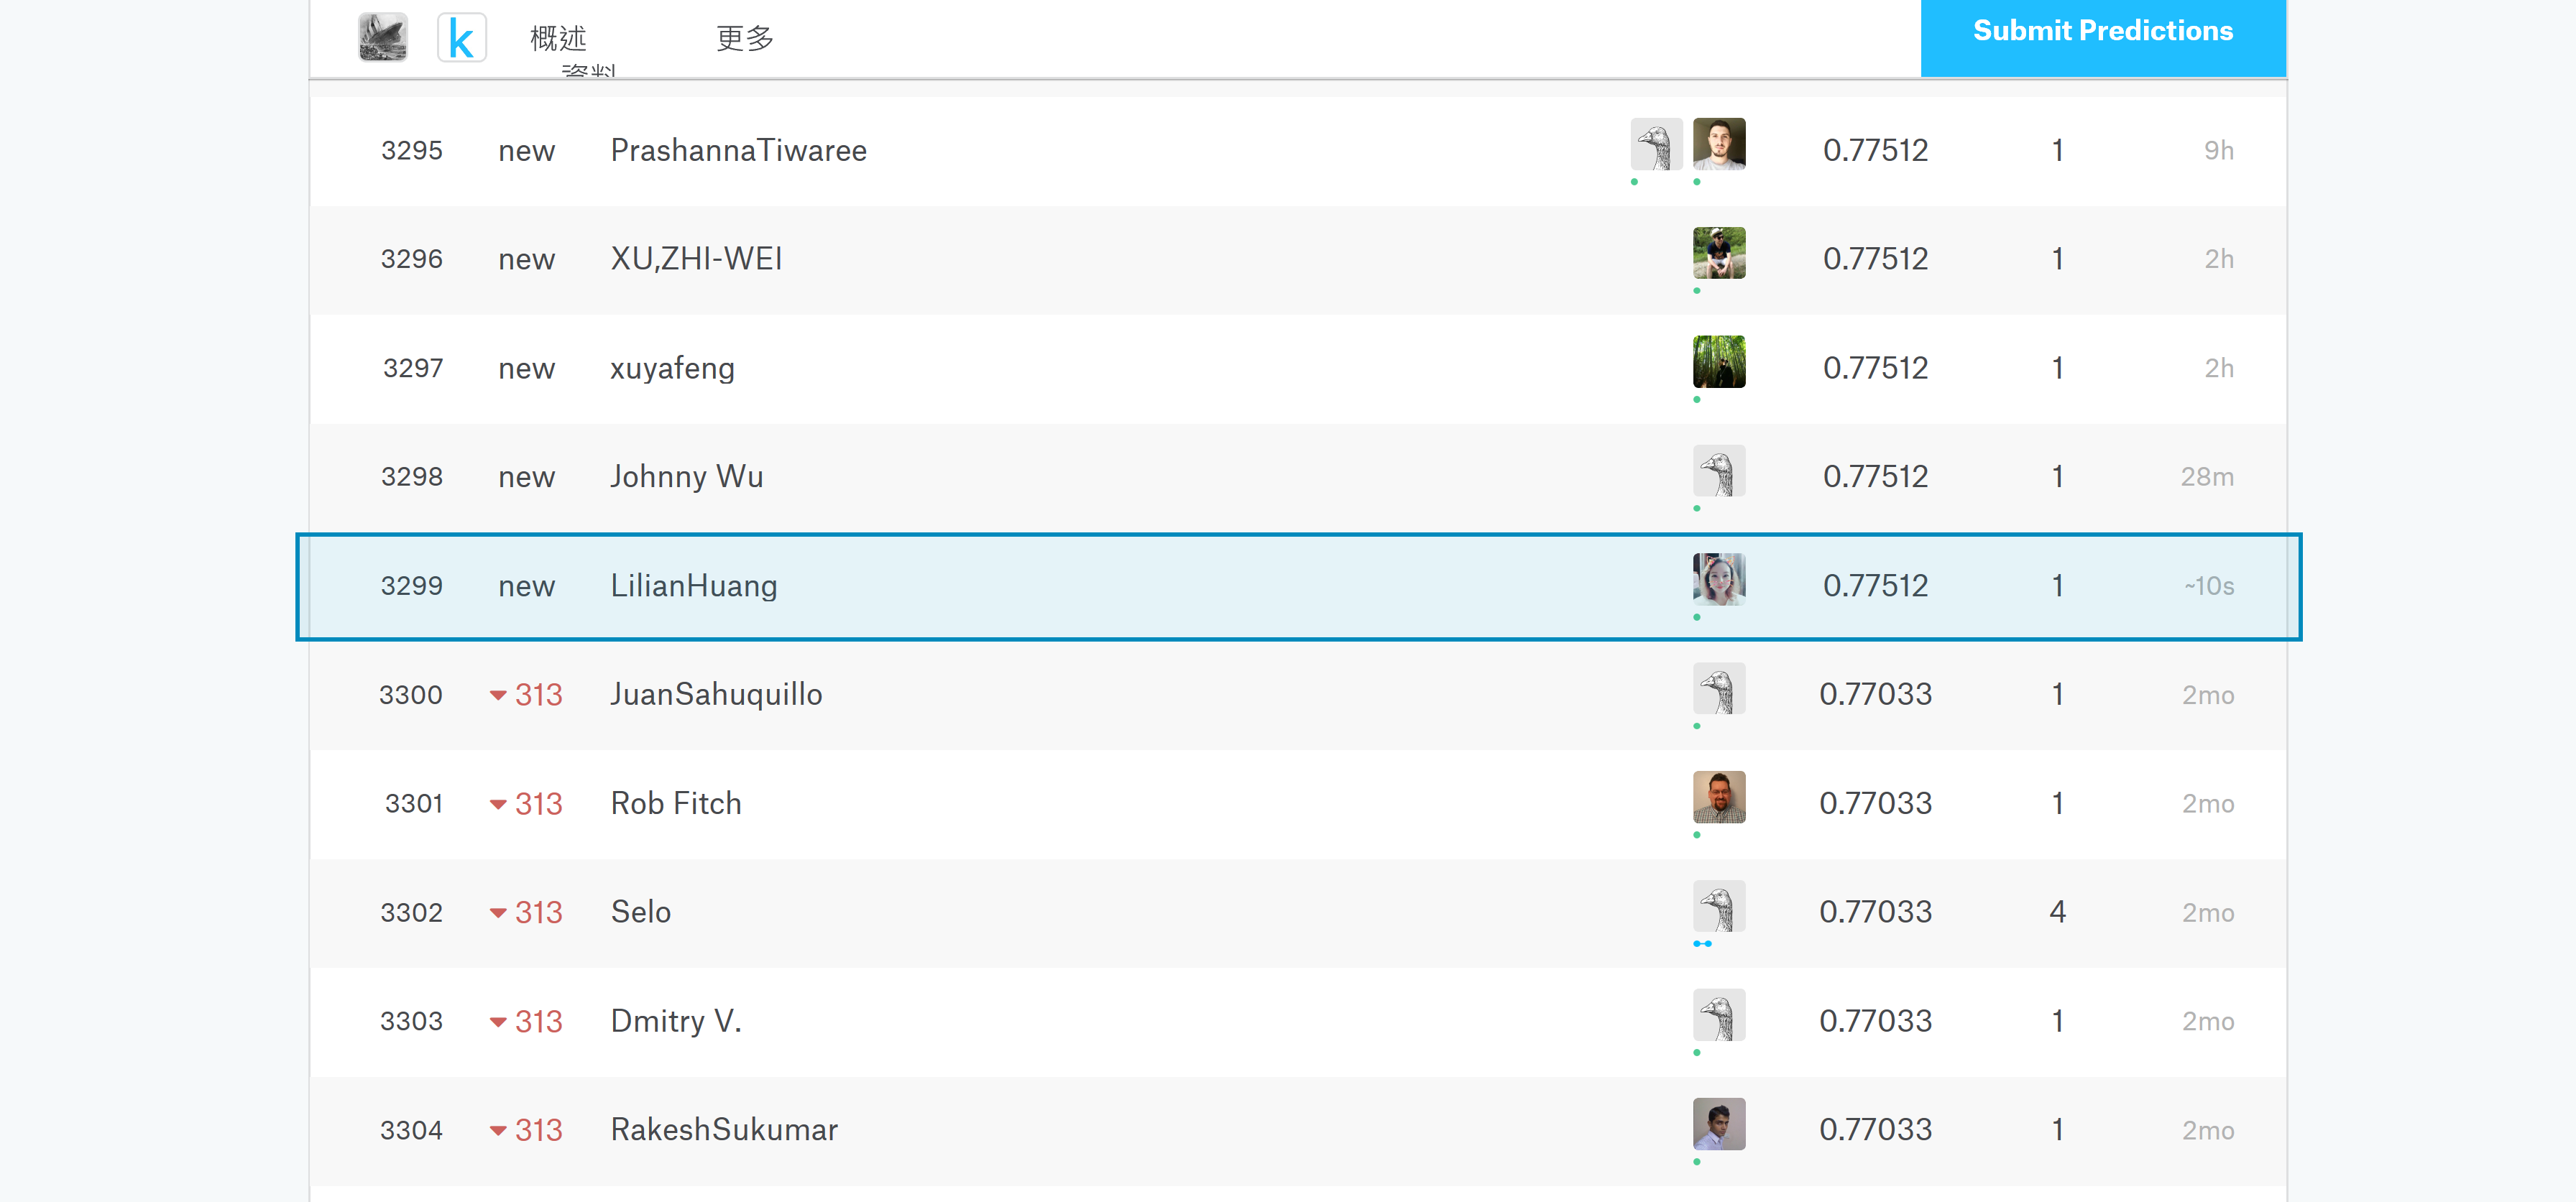 k 概述 更多 Submit Predictions
資料
3295 new PrashannaTiwaree 0.77512 1 9h
3296 new XU,ZHI-WEI 0.77512 1 2h
3297 new xuyafeng 0.77512 1 2h
3298 new Johnny Wu 0.77512 1 28m
3299 new LilianHuang 0.77512 1 ~10s
3300 313 JuanSahuquillo 0.77033 1 2mo
3301 313 Rob Fitch 0.77033 1 2mo
3302 313 Selo 0.77033 4 2mo
3303 313 Dmitry V. 0.77033 1 2mo
3304 313 RakeshSukumar 0.77033 1 2mo